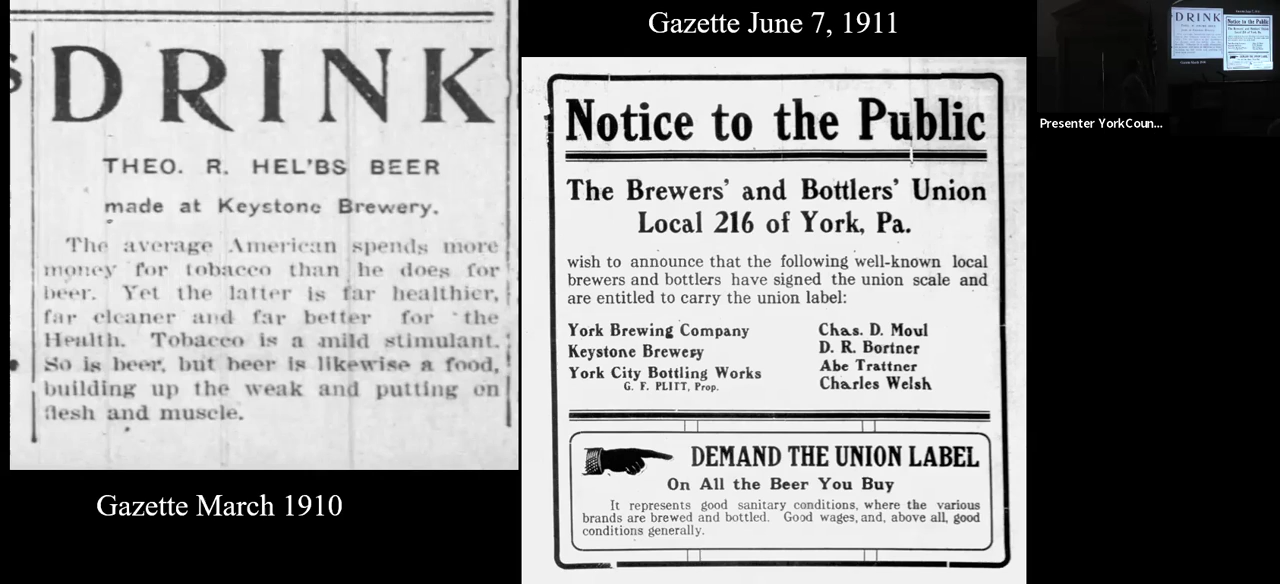 DRINK
THEO. R. HEL'BS BEER
made at Keystone Brewery.
The average American spends more
money for tobacco than he does for
beer. Yet the latter is far healthier,
far cleaner and far better for the
Health. Tobacco is a mild stimulant.
So is beer, but beer is likewise a food,
building up the weak and putting on
flesh and muscle.
Gazette March 1910
Gazette June 7, 1911
Notice to the Public
The Brewers' and Bottlers' Union
Local 216 of York, Pa.
wish to announce that the following well-known local
brewers and bottlers have signed the union scale and
are entitled to carry the union label:
York Brewing Company
Keystone Brewery
York City Bottling Works
G. F. PLITT, Prop.
Chas. D. Moul
D. R. Bortner
Abe Trattner
Charles Welsh
DEMAND THE UNION LABEL
On All the Beer You Buy
It represents good sanitary conditions, where the various
brands are brewed and bottled. Good wages, and, above all, good
conditions generally.
DRINK
Notice to the Public
Presenter YorkCoun...